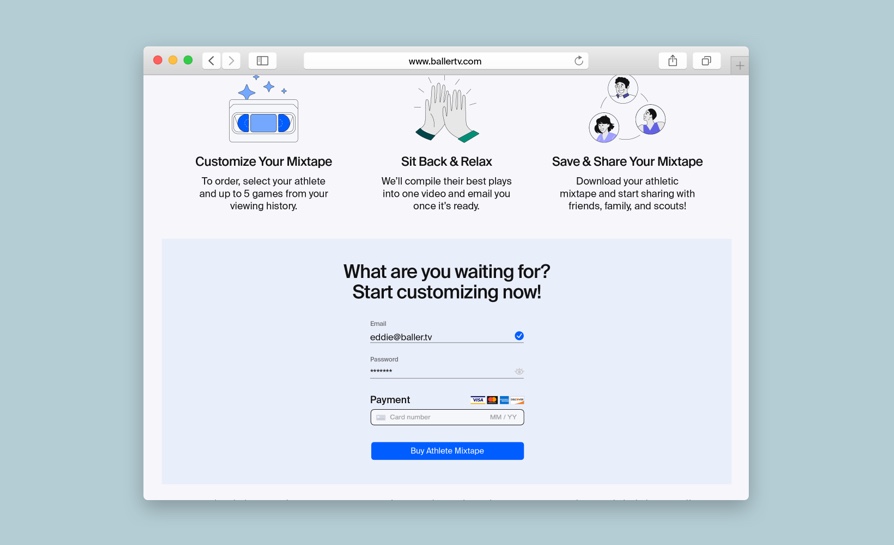 www.ballertv.com
Customize Your Mixtape
To order, select your athlete
and up to 5 games from your
viewing history.
Sit Back & Relax
We'll compile their best plays
into one video and email you
once it's ready.
Save & Share Your Mixtape
Download your athletic
mixtape and start sharing with
friends, family, and scouts!
What are you waiting for?
Start customizing now!
Email
eddie@baller.tv
Password
*******
Payment
VISA
Card number MM / YY
Buy Athlete Mixtape